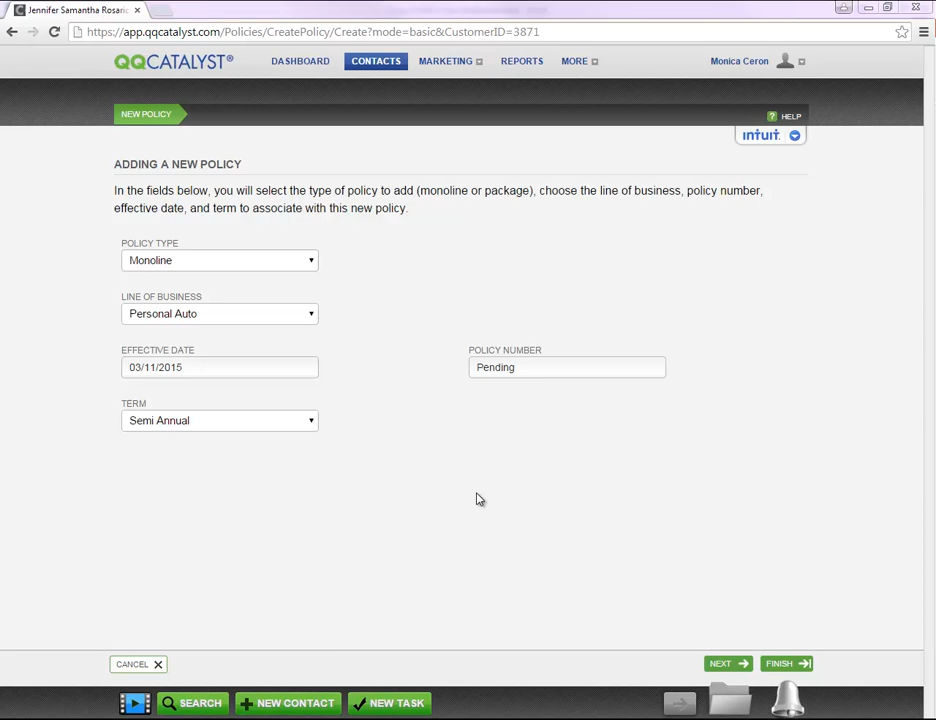 Jennifer Samantha Rosaric ×
https://app.qqcatalyst.com/Policies/CreatePolicy/Create?mode=basic&CustomerID=3871
QQCATALYST® DASHBOARD CONTACTS MARKETING REPORTS MORE Monica Ceron
NEW POLICY ? HELP
intuit.
ADDING A NEW POLICY
In the fields below, you will select the type of policy to add (monoline or package), choose the line of business, policy number,
effective date, and term to associate with this new policy.
POLICY TYPE
Monoline
LINE OF BUSINESS
Personal Auto
EFFECTIVE DATE POLICY NUMBER
03/11/2015 Pending
TERM
Semi Annual
CANCEL NEXT FINISH
SEARCH NEW CONTACT NEW TASK